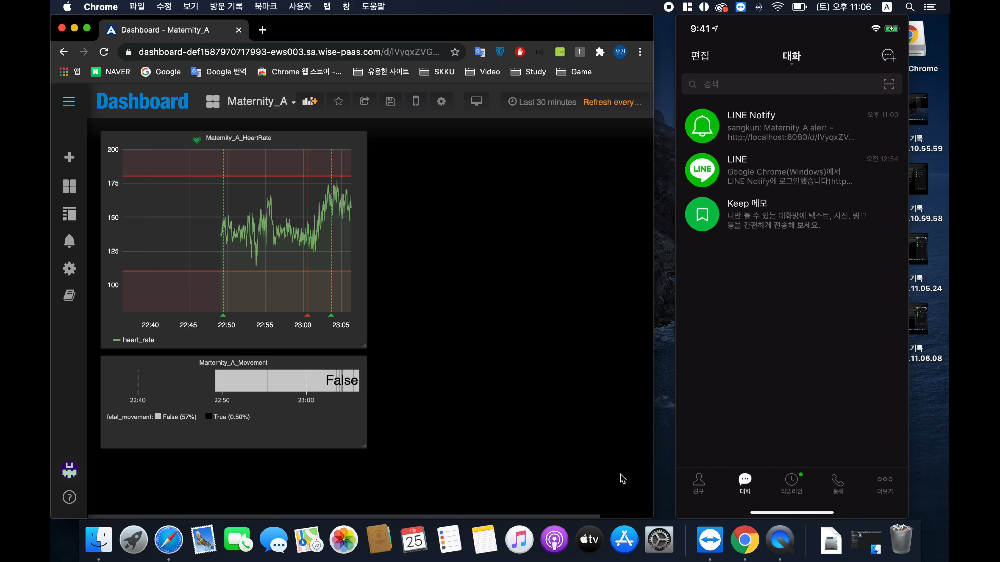 Chrome 파일 수정 보기 방문 기록 북마크 사용자 탭 창 도움말
(토) 오후 11:06 A
Dashboard - Maternity_A
dashboard-def1587970717993-ews003.sa.wise-paas.com/d/lVyqxZVG...
상건
앱 NAVER Google Google 번역 Chrome 웹 스토어 -... 유용한 사이트 SKKU Video Study Game
Dashboard Maternity_A Last 30 minutes Refresh every...
Maternity_A_HeartRate
200
175
150
125
100
22:40 22:45 22:50 22:55 23:00 23:05
heart_rate
Marternity_A_Movement
False
22:40 22:50 23:00
fetal_movement: False (57%) True (0.50%)
9:41
편집 대화
검색
LINE Notify 오후 11:00
sangkun: Maternity_A alert -
http://localhost:8080/d/lVyqxZV...
LINE
LINE 오전 12:54
Google Chrome(Windows)에서
LINE Notify에 로그인했습니다(http...
Keep 메모
나만 볼 수 있는 대화방에 텍스트, 사진, 링크
등을 간편하게 전송해 보세요.
친구 대화 타임라인 통화 더보기
Chrome
기록
.10.55.59
기록
.10.59.58
기록
.11.05.24
기록
.11.06.08
7월
25
3D
tv